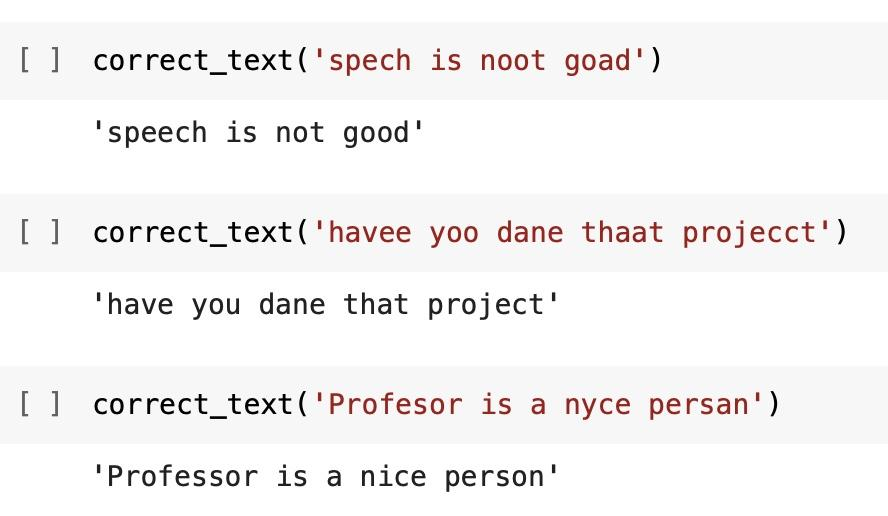 [ ] correct_text('spech is noot goad')
'speech is not good'
[ ] correct_text('havee yoo dane thaat projecct')
'have you dane that project'
[ ] correct_text('Profesor is a nyce persan')
'Professor is a nice person'